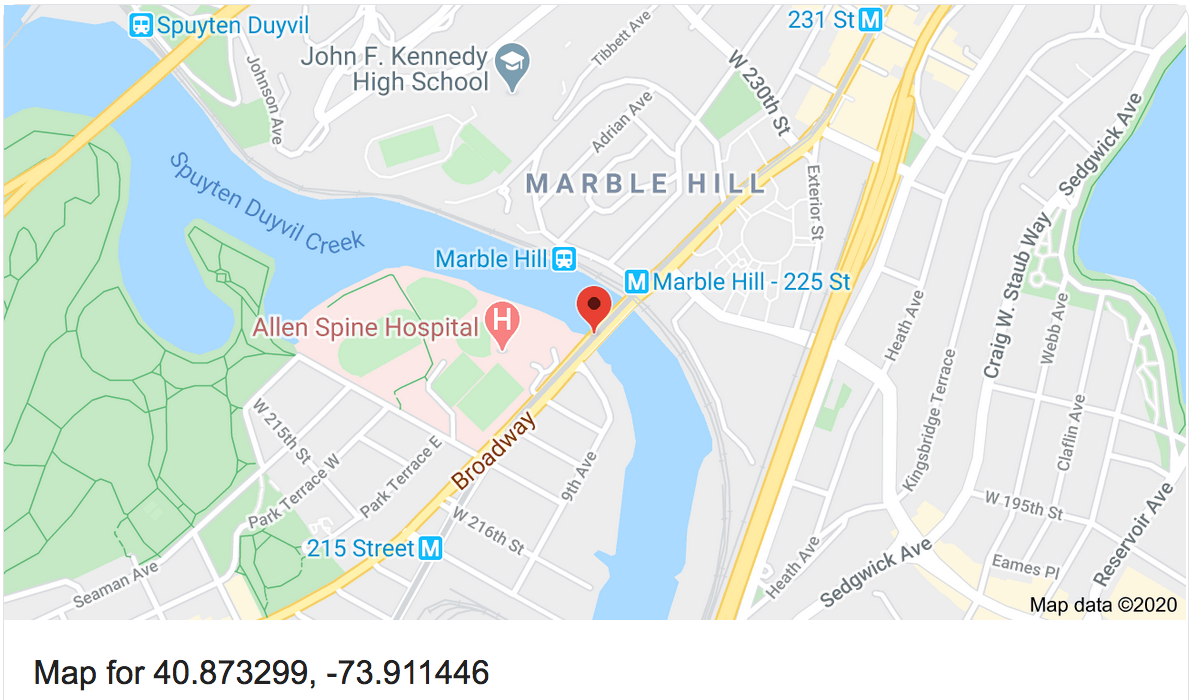 Spuyten Duyvil
231 St M
John F. Kennedy
High School
Tibbett Ave
Johnson Ave
W 230th St
Adrian Ave
Sedgwick Ave
Spuyten Duyvil Creek
MARBLE HILL
Exterior St
Marble Hill
M Marble Hill - 225 St
Craig W. Staub Way
Allen Spine Hospital H
Heath Ave
Webb Ave
Kingsbridge Terrace
W 215th St
Broadway
Claflin Ave
Park Terrace W
Park Terrace E
9th Ave
W 195th St
W 216th St
215 Street M
Reservoir Ave
Heath Ave
Sedgwick Ave
Eames Pl
Seaman Ave
Map data ©2020
Map for 40.873299, -73.911446